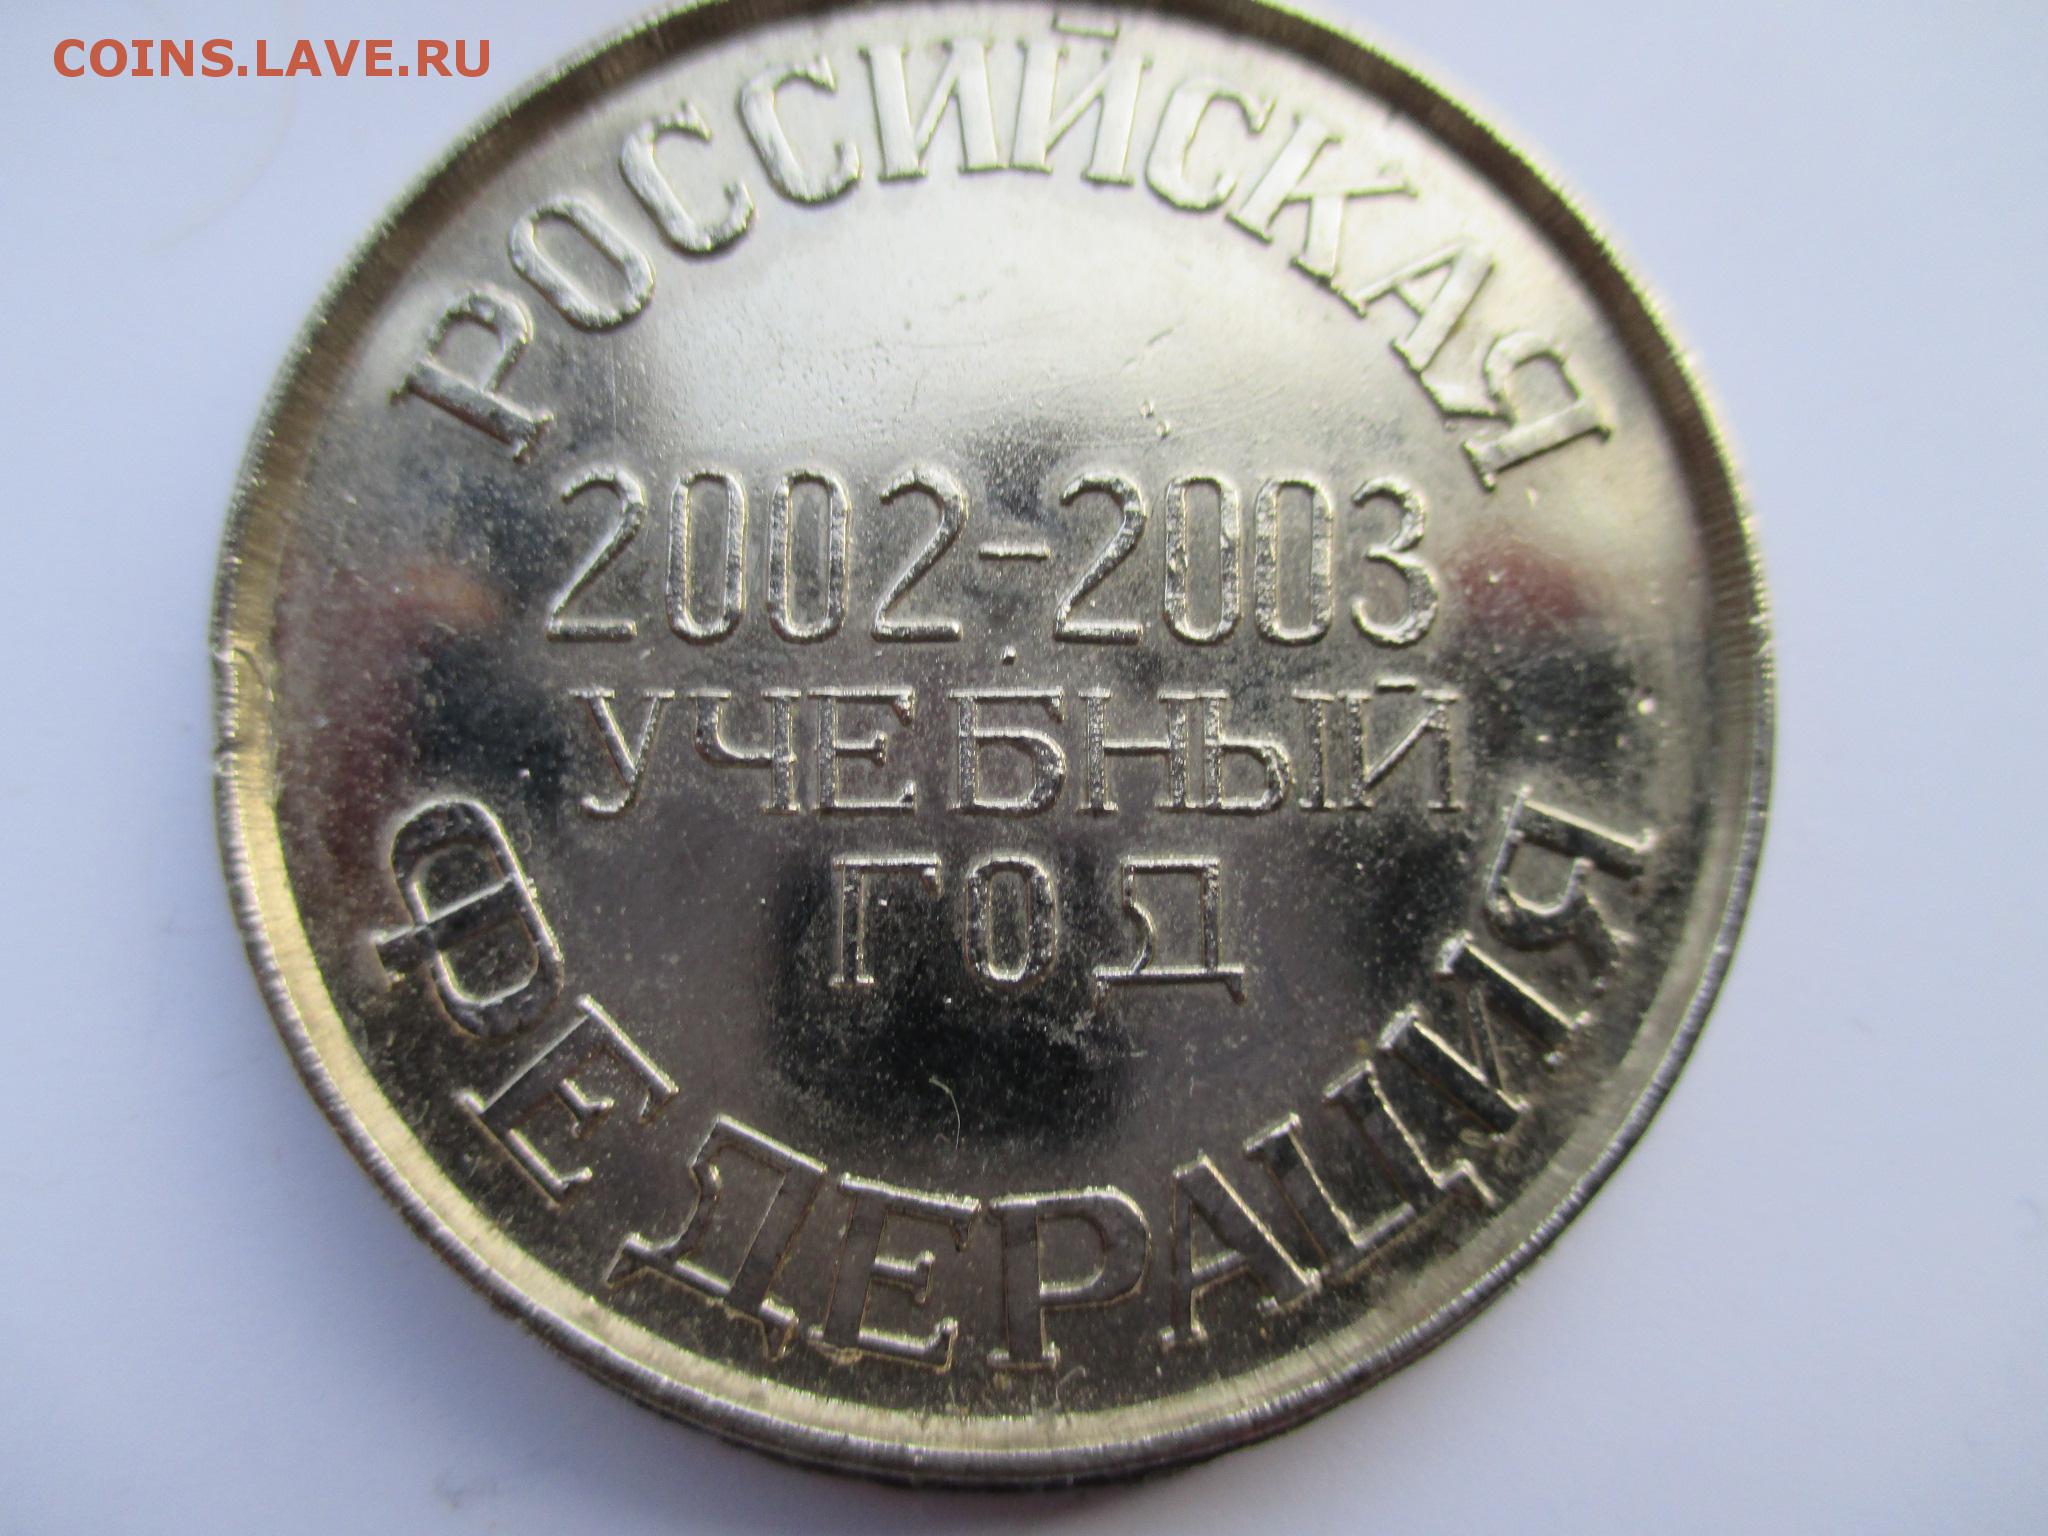 COINS.LAVE.RU
РОССИЙСКАЯ
2002-2003
УЧЕБНЫЙ
ГОД
ФЕДЕРАЦИЯ